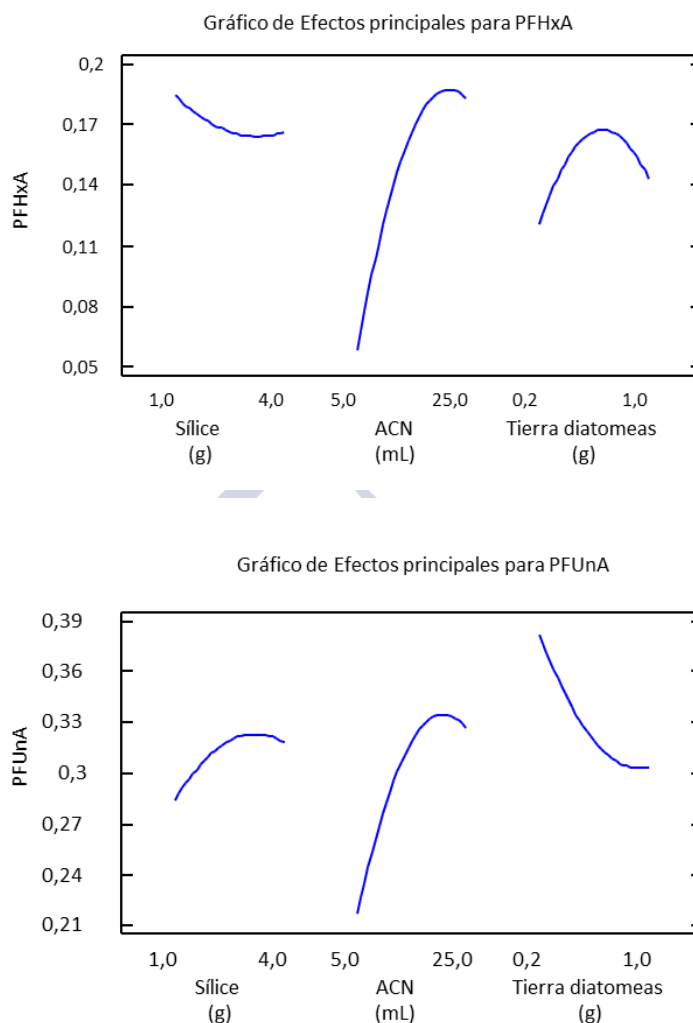 Gráfico de Efectos principales para PFHxA
0,2
0,17
0,14
0,11
0,08
0,05
PFHxA
1,0 4,0 5,0 25,0 0,2 1,0
Sílice ACN Tierra diatomeas
(g) (mL) (g)
Gráfico de Efectos principales para PFUnA
0,39
0,36
0,33
0,3
0,27
0,24
0,21
PFUnA
1,0 4,0 5,0 25,0 0,2 1,0
Sílice ACN Tierra diatomeas
(g) (mL) (g)